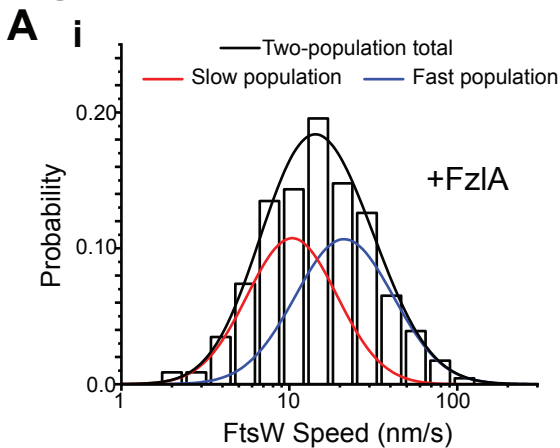 A i
Two-population total
Slow population Fast population
0.20
+FzlA
Probability
0.10
0.0
1 10 100
FtsW Speed (nm/s)